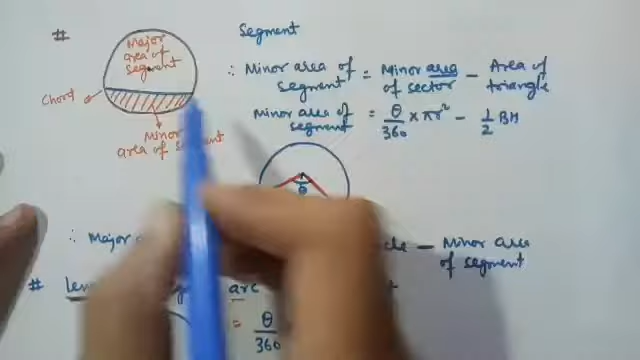 #
Segment
Major
area of
segment
Chord
Minor
area of segment
∴ Minor area of segment = Minor area of sector − Area of triangle
Minor area of segment = θ/360 × πr² − 1/2 BH
θ
∴ Major − Minor area of segment
# arc
= θ/360